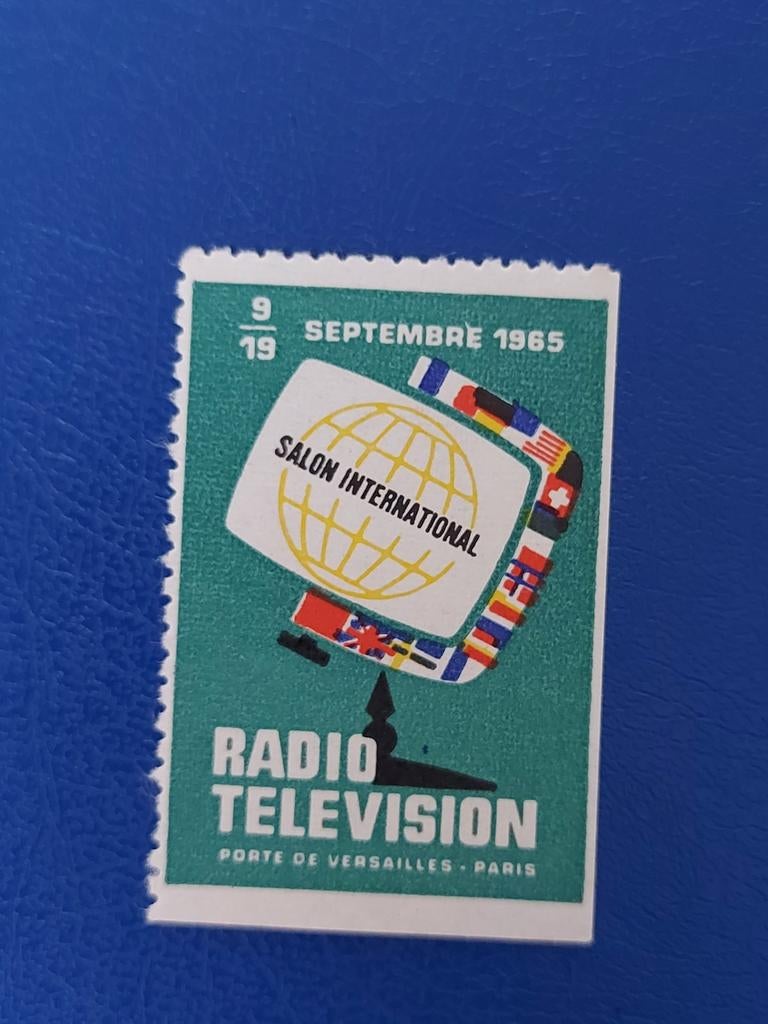 9
19
SEPTEMBRE 1965
SALON INTERNATIONAL
RADIO
TELEVISION
PORTE DE VERSAILLES - PARIS